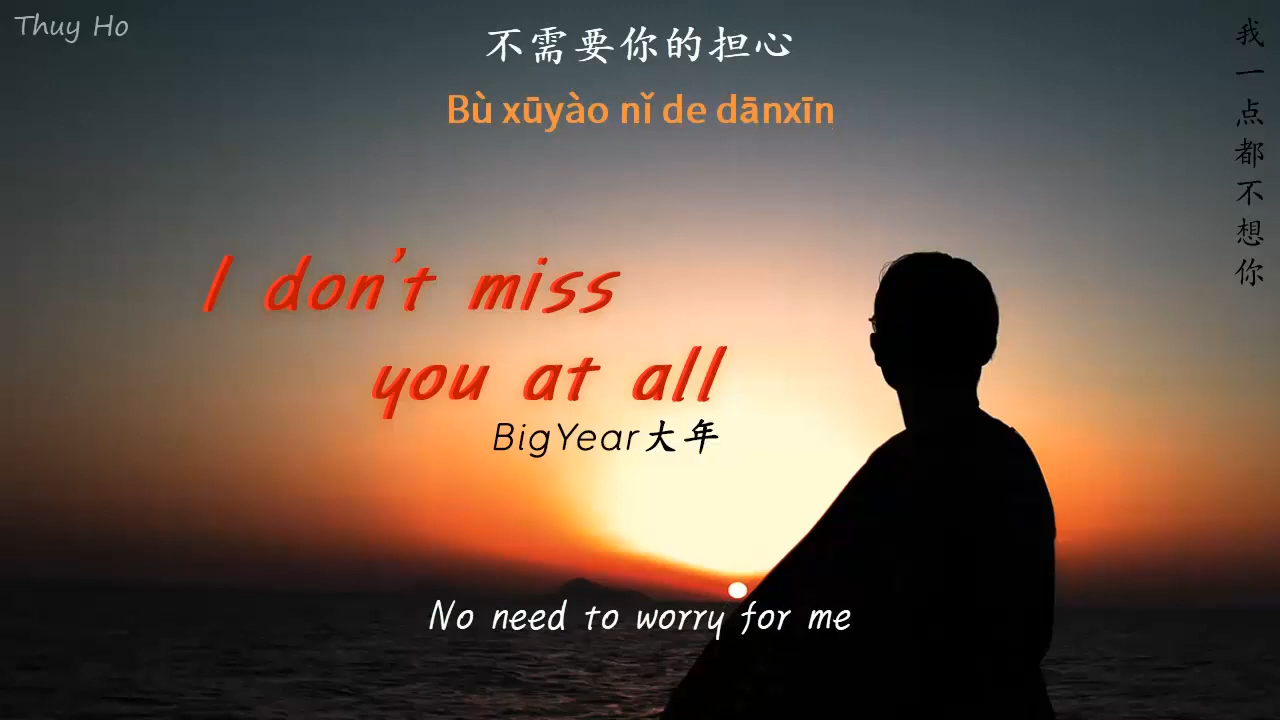 Thuy Ho
不需要你的担心
Bù xūyào nǐ de dānxīn
我一点都不想你
I don't miss
you at all
BigYear大年
No need to worry for me